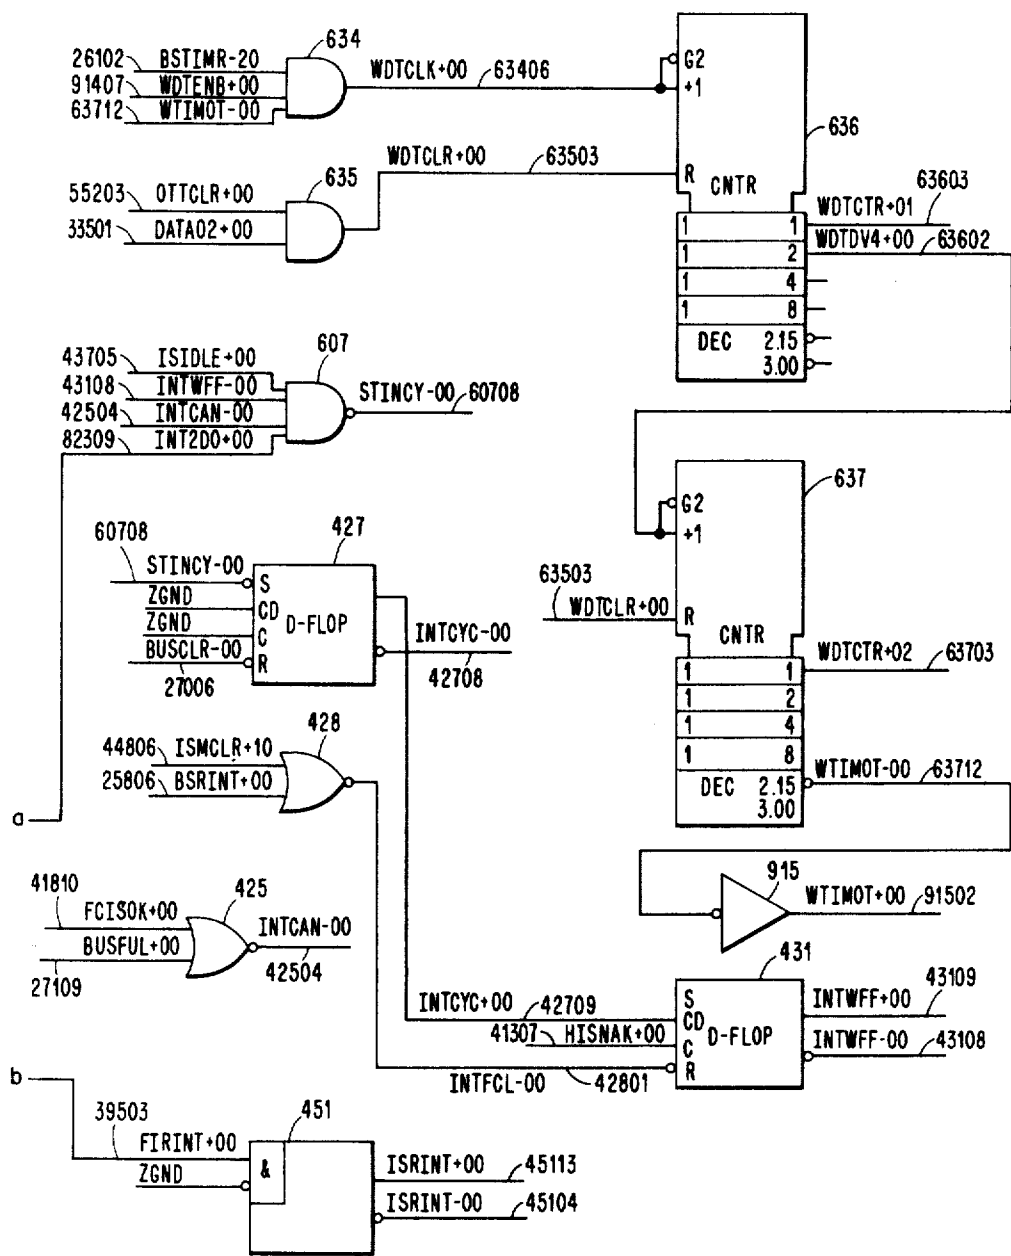 634
26102 BSTIMR-20
91407 WDTENB+00
63712 WTIMOT-00
WDTCLK+00 63406
G2
+1
636
635
55203 OTTCLR+00
33501 DATA02+00
WDTCLR+00 63503
R
CNTR
1 1
1 2
1 4
1 8
DEC 2.15
3.00
WDTCTR+01 63603
WDTDV4+00 63602
607
43705 ISIDLE+00
43108 INTWFF-00
42504 INTCAN-00
82309 INT2D0+00
STINCY-00 60708
a
637
G2
+1
63503
WDTCLR+00
R
CNTR
1 1
1 2
1 4
1 8
DEC 2.15
3.00
WDTCTR+02 63703
WTIMOT-00 63712
427
60708
STINCY-00
ZGND
ZGND
BUSCLR-00
27006
S
CD
C
R
D-FLOP
INTCYC-00
42708
428
44806 ISMCLR+10
25806 BSRINT+00
915
WTIMOT+00 91502
425
41810
FCISOK+00
BUSFUL+00
27109
INTCAN-00
42504
431
INTCYC+00 42709
41307 HISNAK+00
INTFCL-00 42801
S
CD
C
R
D-FLOP
INTWFF+00 43109
INTWFF-00 43108
b
451
39503
FIRINT+00
ZGND
&
ISRINT+00 45113
ISRINT-00 45104